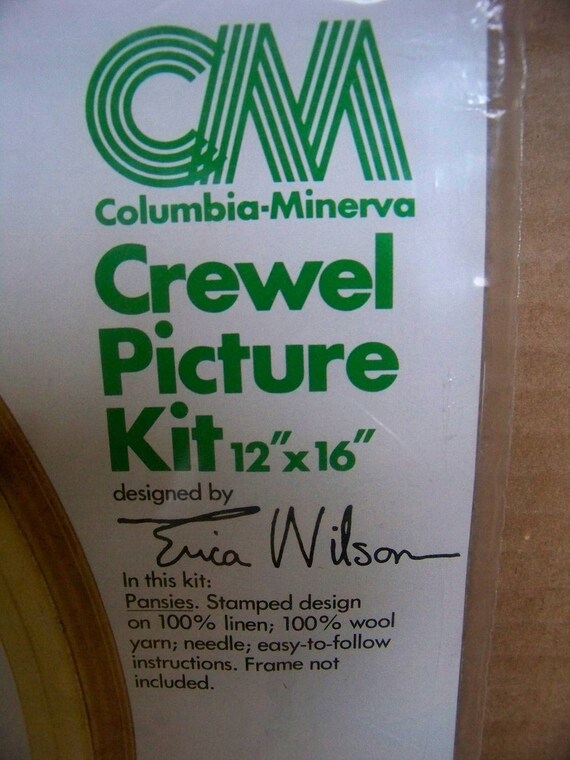 CM
Columbia-Minerva
Crewel
Picture
Kit 12"x16"
designed by
Erica Wilson
In this kit:
Pansies. Stamped design
on 100% linen; 100% wool
yarn; needle; easy-to-follow
instructions. Frame not
included.